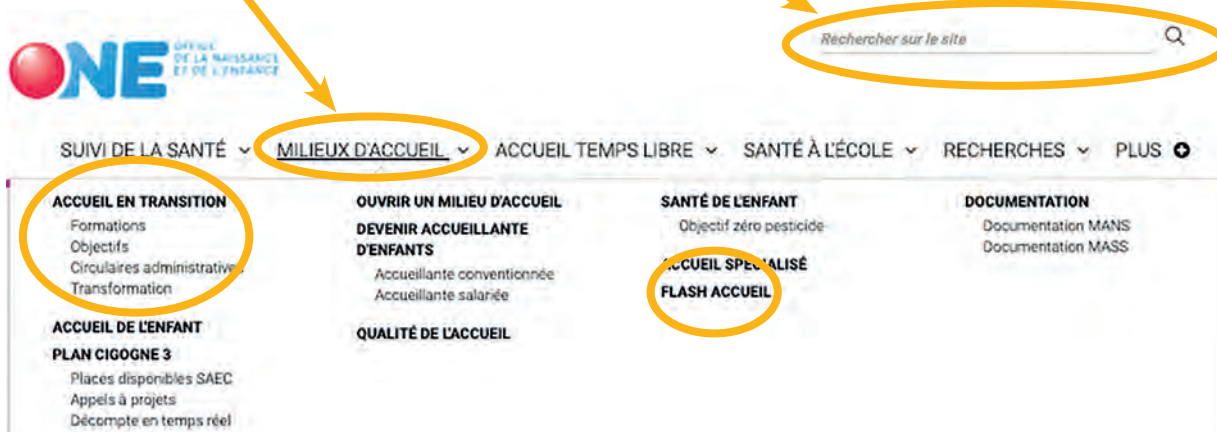 ONE
OFFICE
DE LA NAISSANCE
ET DE L'ENFANCE
Rechercher sur le site
SUIVI DE LA SANTÉ
MILIEUX D'ACCUEIL
ACCUEIL TEMPS LIBRE
SANTÉ À L'ÉCOLE
RECHERCHES
PLUS
ACCUEIL EN TRANSITION
Formations
Objectifs
Circulaires administratives
Transformation
ACCUEIL DE L'ENFANT
PLAN CIGOGNE 3
Places disponibles SAEC
Appels à projets
Décompte en temps réel
OUVRIR UN MILIEU D'ACCUEIL
DEVENIR ACCUEILLANTE
D'ENFANTS
Accueillante conventionnée
Accueillante salariée
QUALITÉ DE L'ACCUEIL
SANTÉ DE L'ENFANT
Objectif zéro pesticide
ACCUEIL SPÉCIALISÉ
FLASH ACCUEIL
DOCUMENTATION
Documentation MANS
Documentation MASS